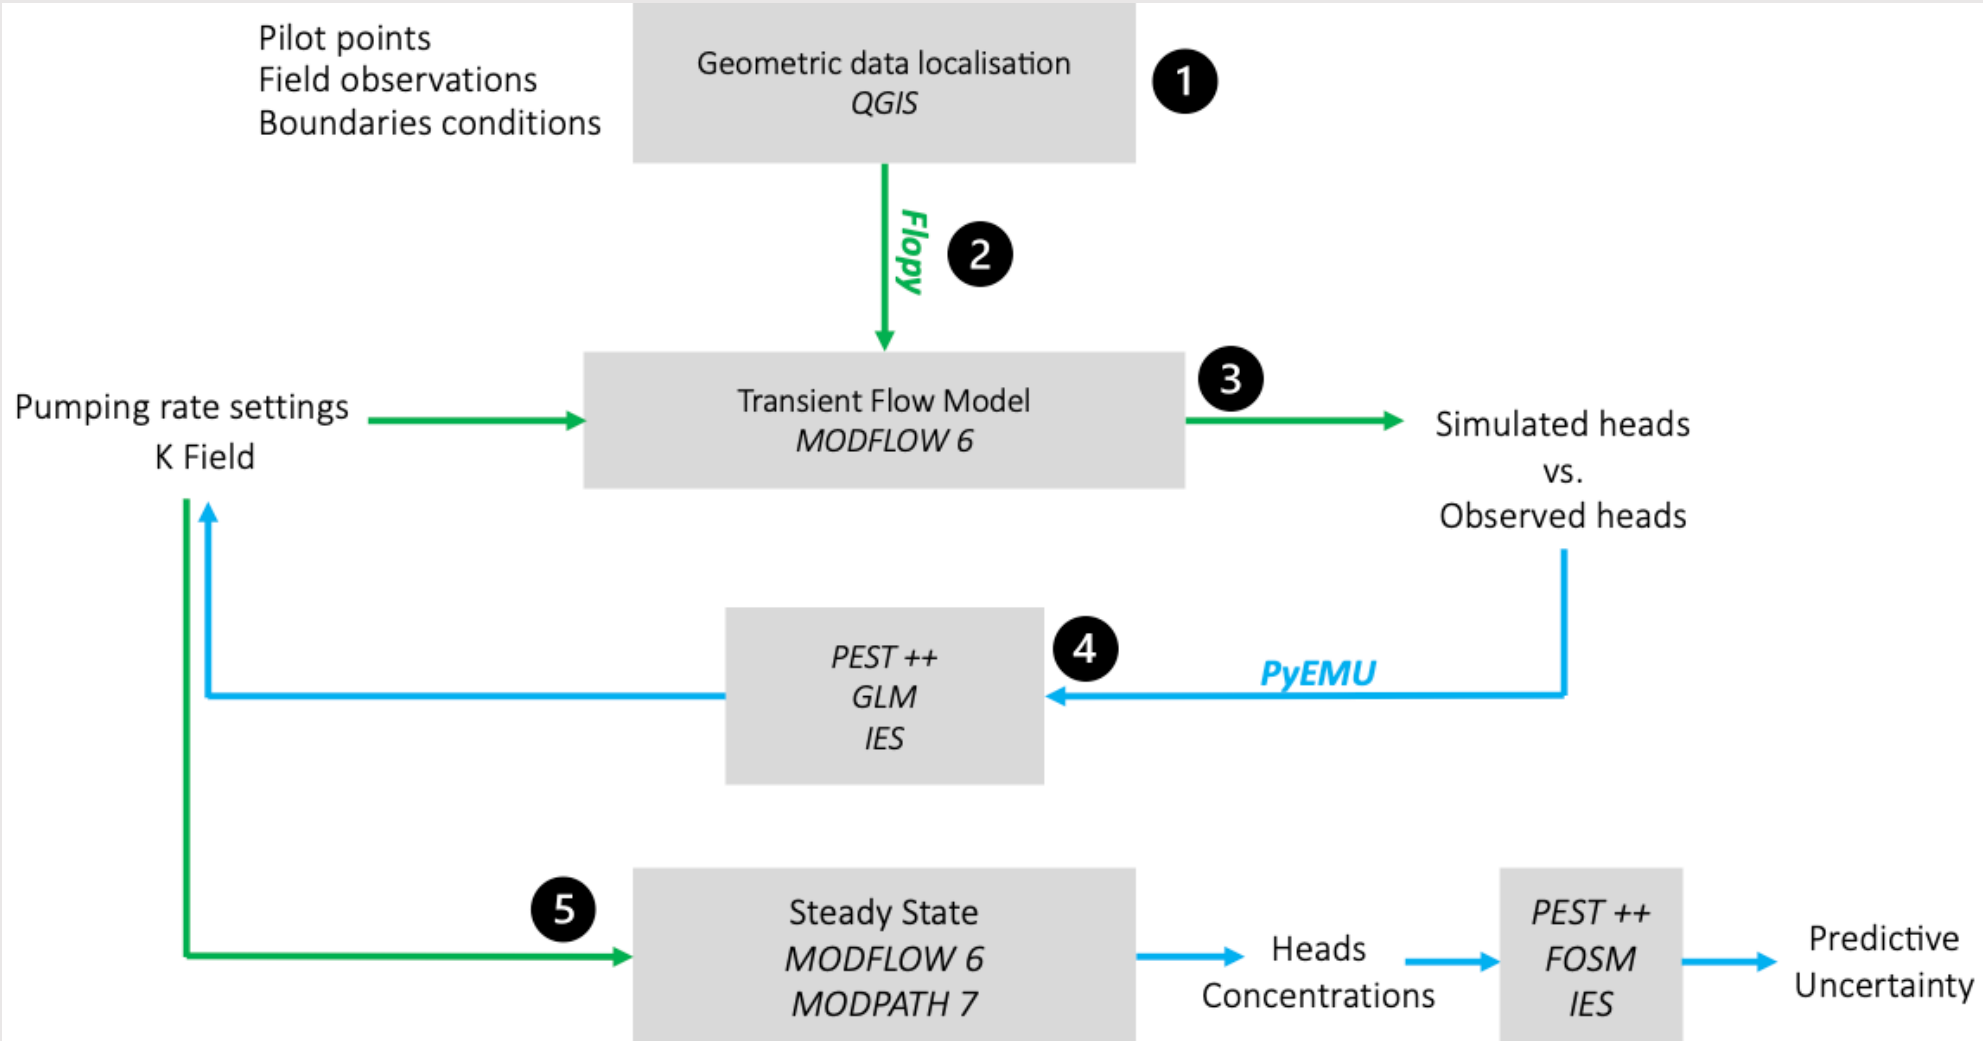 Pilot points
Field observations
Boundaries conditions
Geometric data localisation
QGIS
1
Flopy
2
Pumping rate settings
K Field
Transient Flow Model
MODFLOW 6
3
Simulated heads
vs.
Observed heads
PEST ++
GLM
IES
4
PyEMU
5
Steady State
MODFLOW 6
MODPATH 7
Heads
Concentrations
PEST ++
FOSM
IES
Predictive
Uncertainty